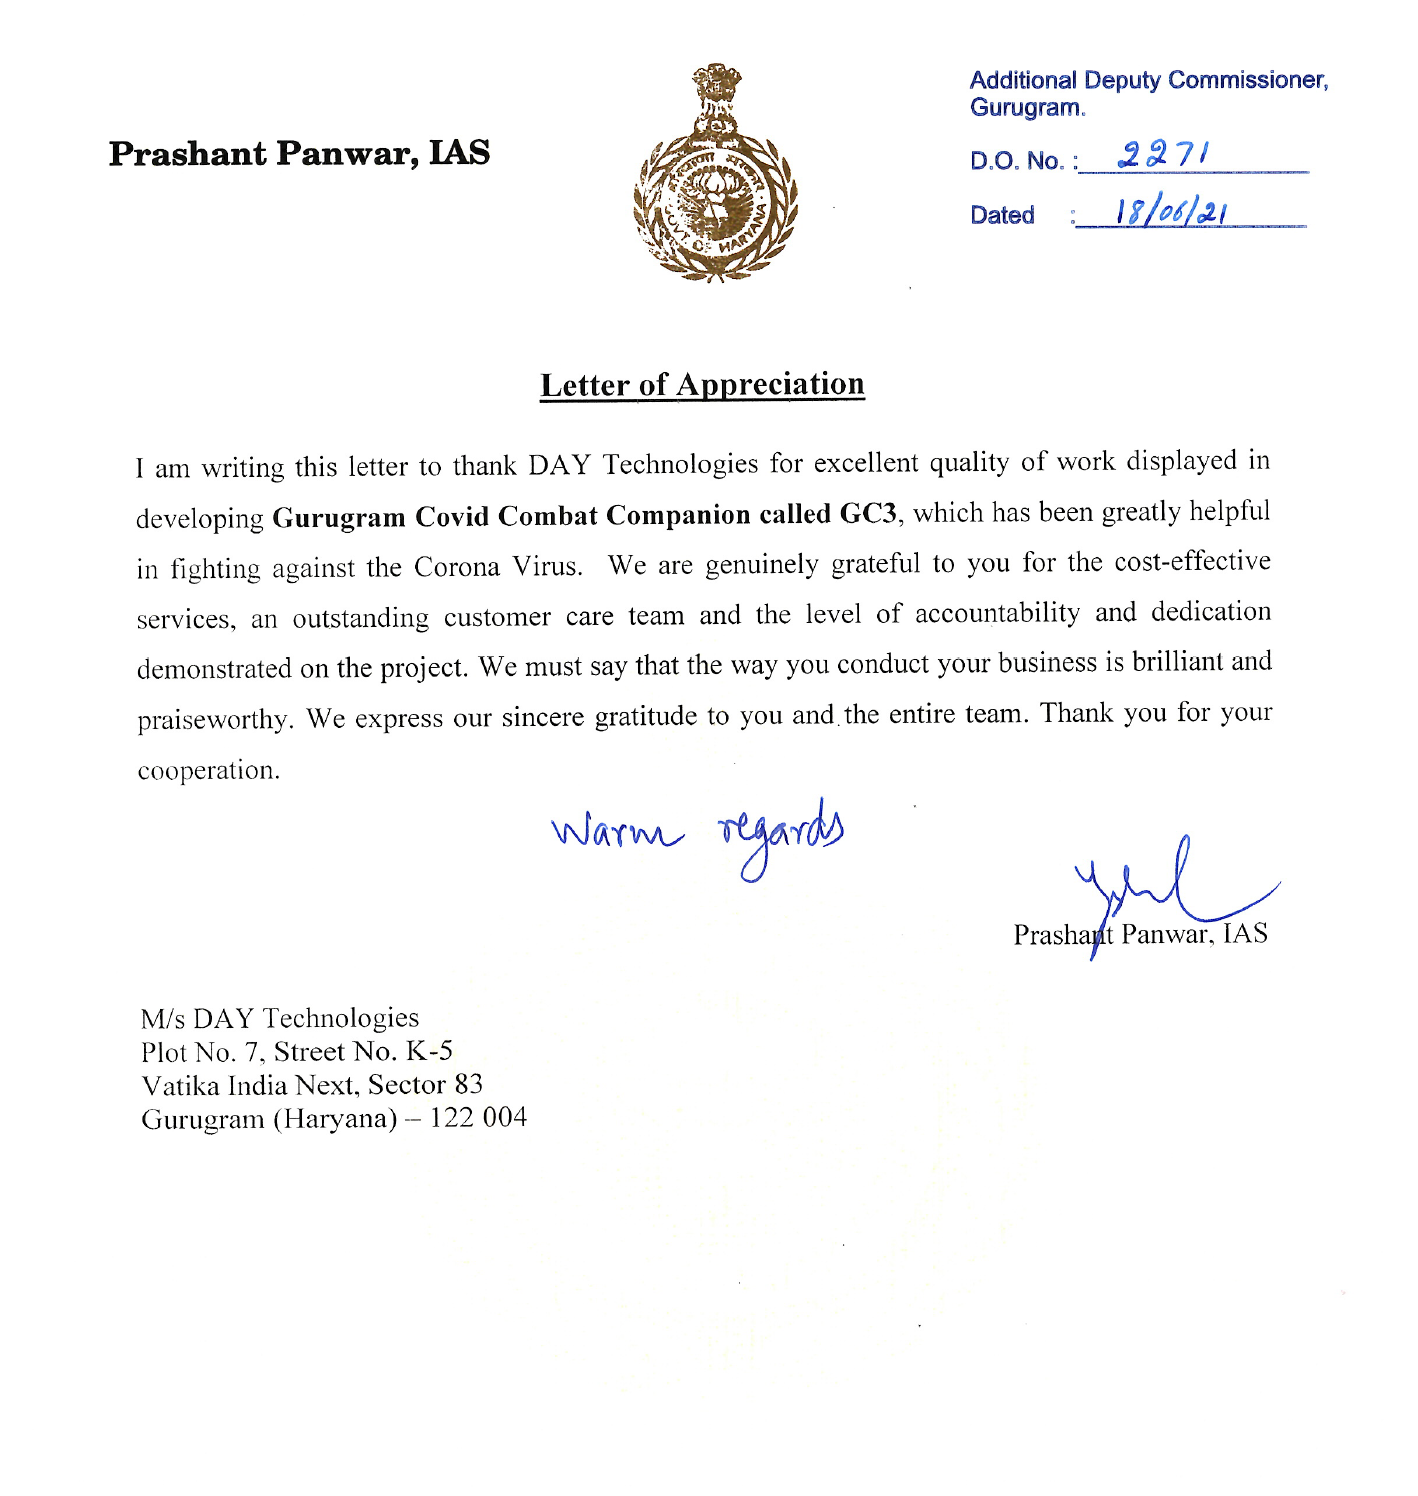 Prashant Panwar, IAS
GOVT. OF HARYANA
Additional Deputy Commissioner,
Gurugram.
D.O. No. : 2271
Dated : 18/06/21
Letter of Appreciation
I am writing this letter to thank DAY Technologies for excellent quality of work displayed in
developing Gurugram Covid Combat Companion called GC3, which has been greatly helpful
in fighting against the Corona Virus. We are genuinely grateful to you for the cost-effective
services, an outstanding customer care team and the level of accountability and dedication
demonstrated on the project. We must say that the way you conduct your business is brilliant and
praiseworthy. We express our sincere gratitude to you and the entire team. Thank you for your
cooperation.
Warm regards
Prashant Panwar, IAS
M/s DAY Technologies
Plot No. 7, Street No. K-5
Vatika India Next, Sector 83
Gurugram (Haryana) – 122 004